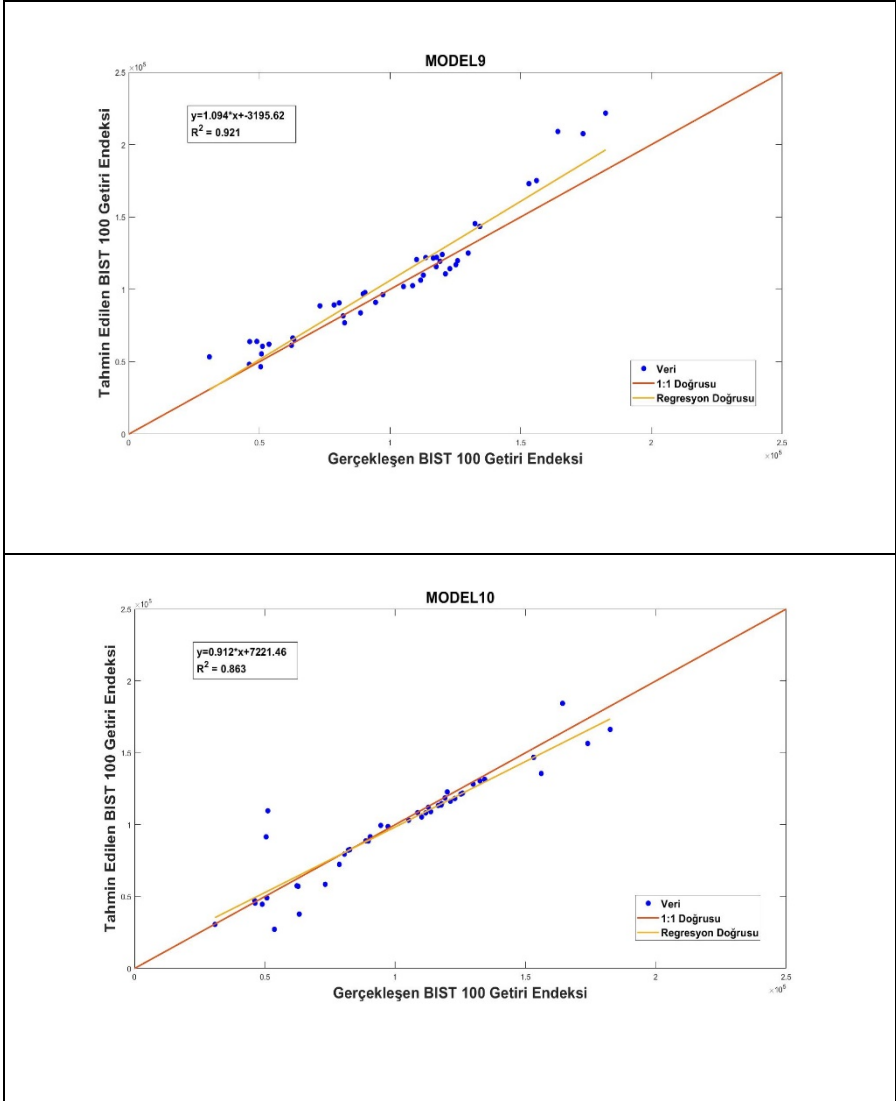 MODEL9
×10⁵
2.5
2
1.5
1
0.5
0
y=1.094*x+-3195.62
R² = 0.921
Tahmin Edilen BIST 100 Getiri Endeksi
Veri
1:1 Doğrusu
Regresyon Doğrusu
0 0.5 1 1.5 2 2.5
×10⁵
Gerçekleşen BIST 100 Getiri Endeksi
MODEL10
×10⁵
2.5
2
1.5
1
0.5
0
y=0.912*x+7221.46
R² = 0.863
Tahmin Edilen BIST 100 Getiri Endeksi
Veri
1:1 Doğrusu
Regresyon Doğrusu
0 0.5 1 1.5 2 2.5
×10⁵
Gerçekleşen BIST 100 Getiri Endeksi